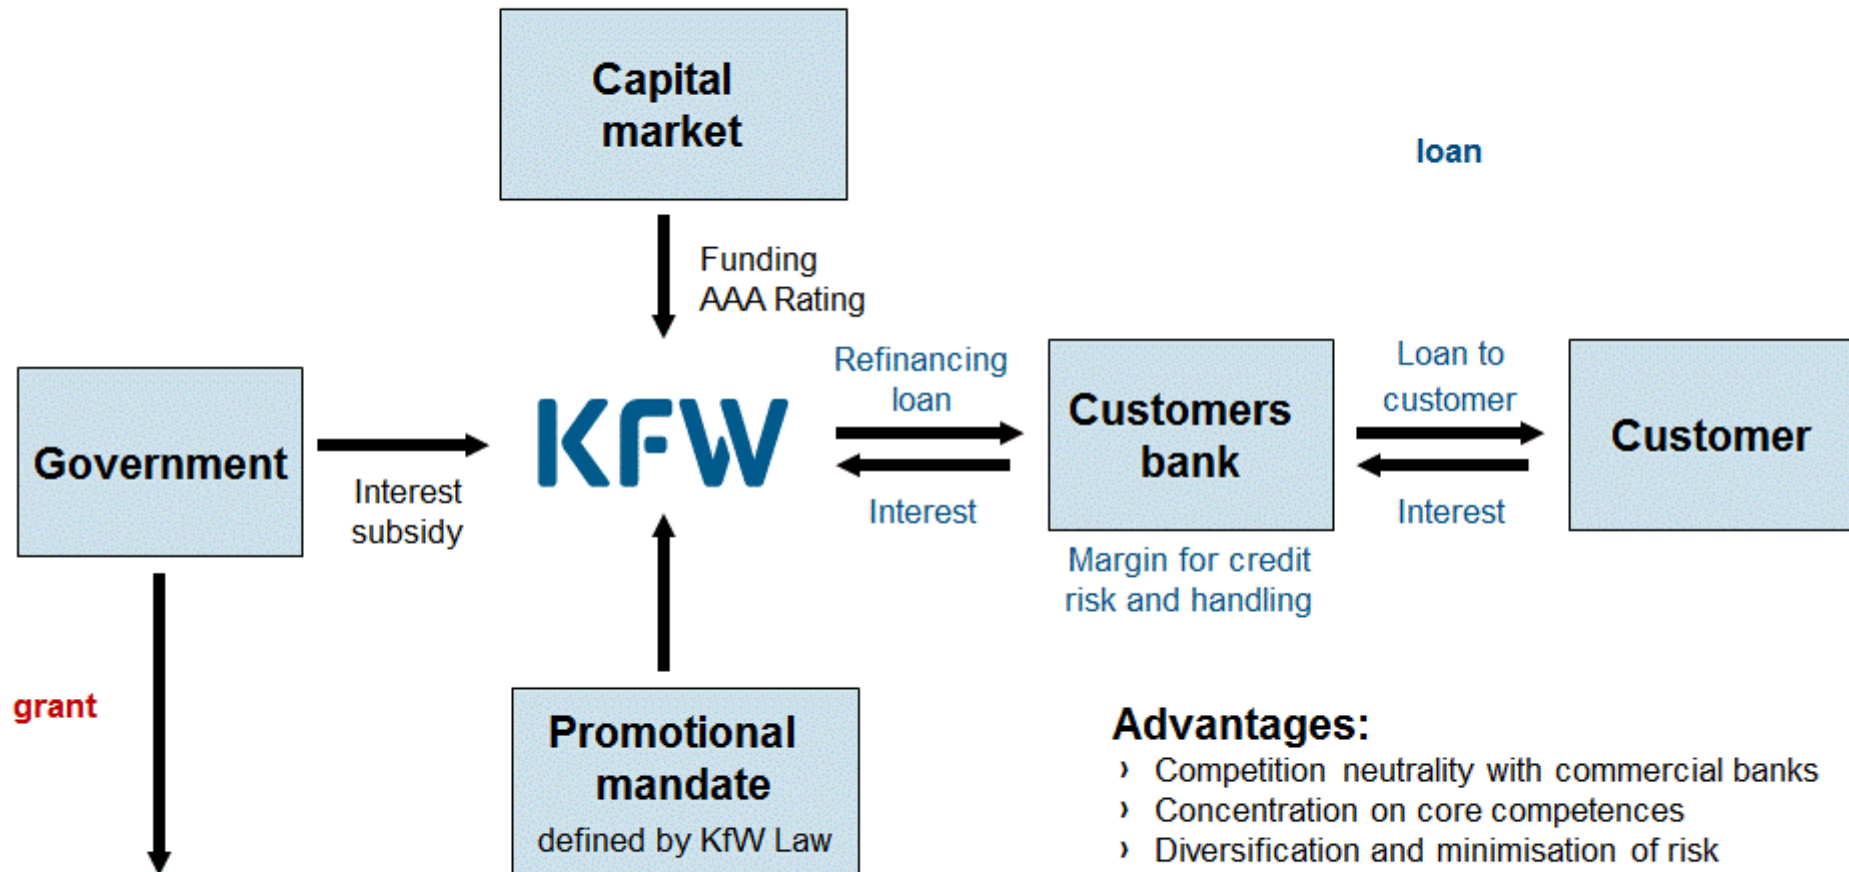 Capital
market
loan
Funding
AAA Rating
Government
Interest
subsidy
KFW
Refinancing
loan
Interest
Customers
bank
Margin for credit
risk and handling
Loan to
customer
Interest
Customer
grant
Promotional
mandate
defined by KfW Law
Advantages:
› Competition neutrality with commercial banks
› Concentration on core competences
› Diversification and minimisation of risk